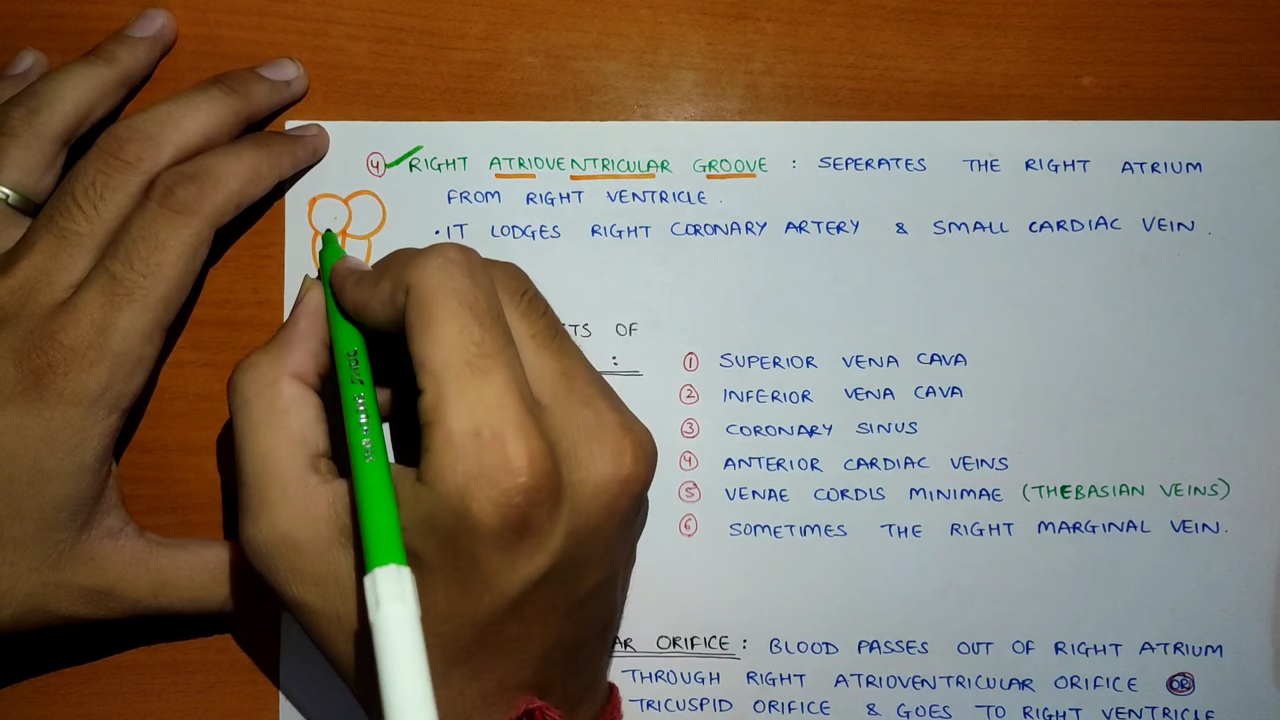 ④ RIGHT ATRIOVENTRICULAR GROOVE : SEPERATES THE RIGHT ATRIUM
FROM RIGHT VENTRICLE.
• IT LODGES RIGHT CORONARY ARTERY & SMALL CARDIAC VEIN.
OF
:
① SUPERIOR VENA CAVA
② INFERIOR VENA CAVA
③ CORONARY SINUS
④ ANTERIOR CARDIAC VEINS
⑤ VENAE CORDIS MINIMAE (THEBASIAN VEINS)
⑥ SOMETIMES THE RIGHT MARGINAL VEIN.
ORIFICE : BLOOD PASSES OUT OF RIGHT ATRIUM
THROUGH RIGHT ATRIOVENTRICULAR ORIFICE OR
TRICUSPID ORIFICE & GOES TO RIGHT VENTRICLE